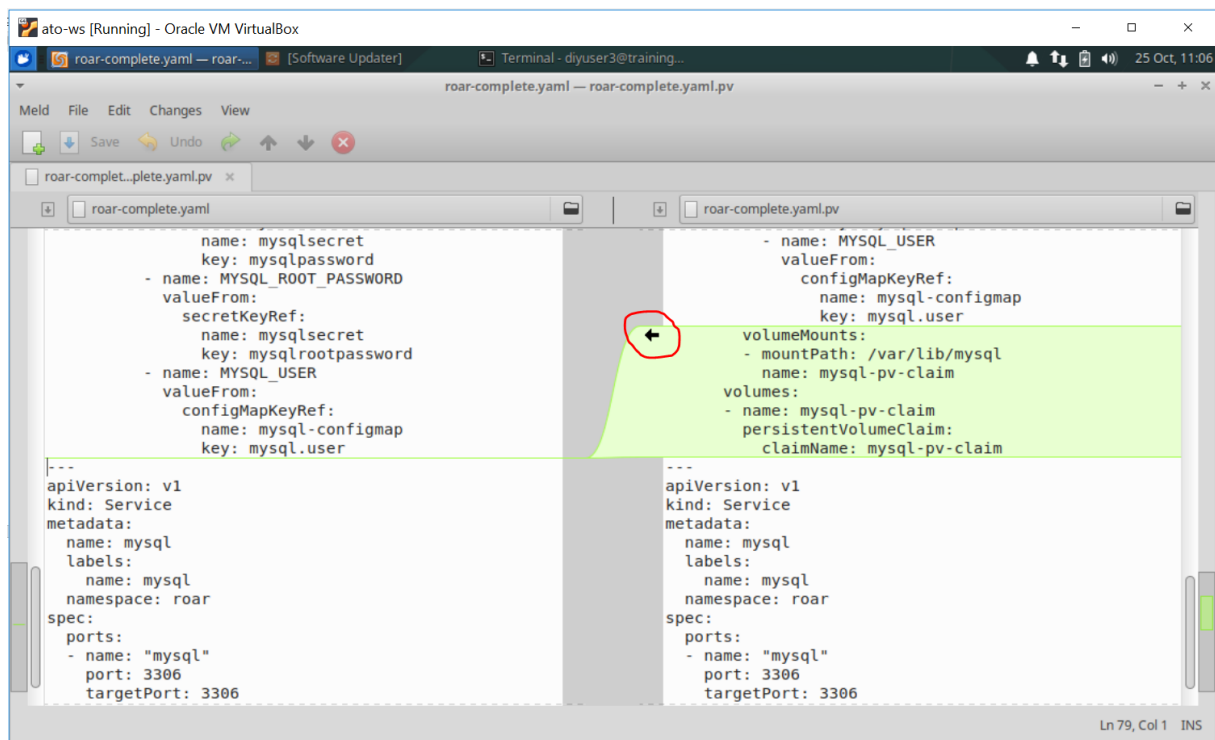 ato-ws [Running] - Oracle VM VirtualBox
roar-complete.yaml — roar-... [Software Updater] Terminal - diyuser3@training... 25 Oct, 11:06
roar-complete.yaml — roar-complete.yaml.pv
Meld File Edit Changes View
Save Undo
roar-complet...plete.yaml.pv
roar-complete.yaml
name: mysqlsecret
key: mysqlpassword
- name: MYSQL_ROOT_PASSWORD
valueFrom:
secretKeyRef:
name: mysqlsecret
key: mysqlrootpassword
- name: MYSQL_USER
valueFrom:
configMapKeyRef:
name: mysql-configmap
key: mysql.user
---
apiVersion: v1
kind: Service
metadata:
name: mysql
labels:
name: mysql
namespace: roar
spec:
ports:
- name: "mysql"
port: 3306
targetPort: 3306
roar-complete.yaml.pv
- name: MYSQL_USER
valueFrom:
configMapKeyRef:
name: mysql-configmap
key: mysql.user
volumeMounts:
- mountPath: /var/lib/mysql
name: mysql-pv-claim
volumes:
- name: mysql-pv-claim
persistentVolumeClaim:
claimName: mysql-pv-claim
---
apiVersion: v1
kind: Service
metadata:
name: mysql
labels:
name: mysql
namespace: roar
spec:
ports:
- name: "mysql"
port: 3306
targetPort: 3306
Ln 79, Col 1 INS